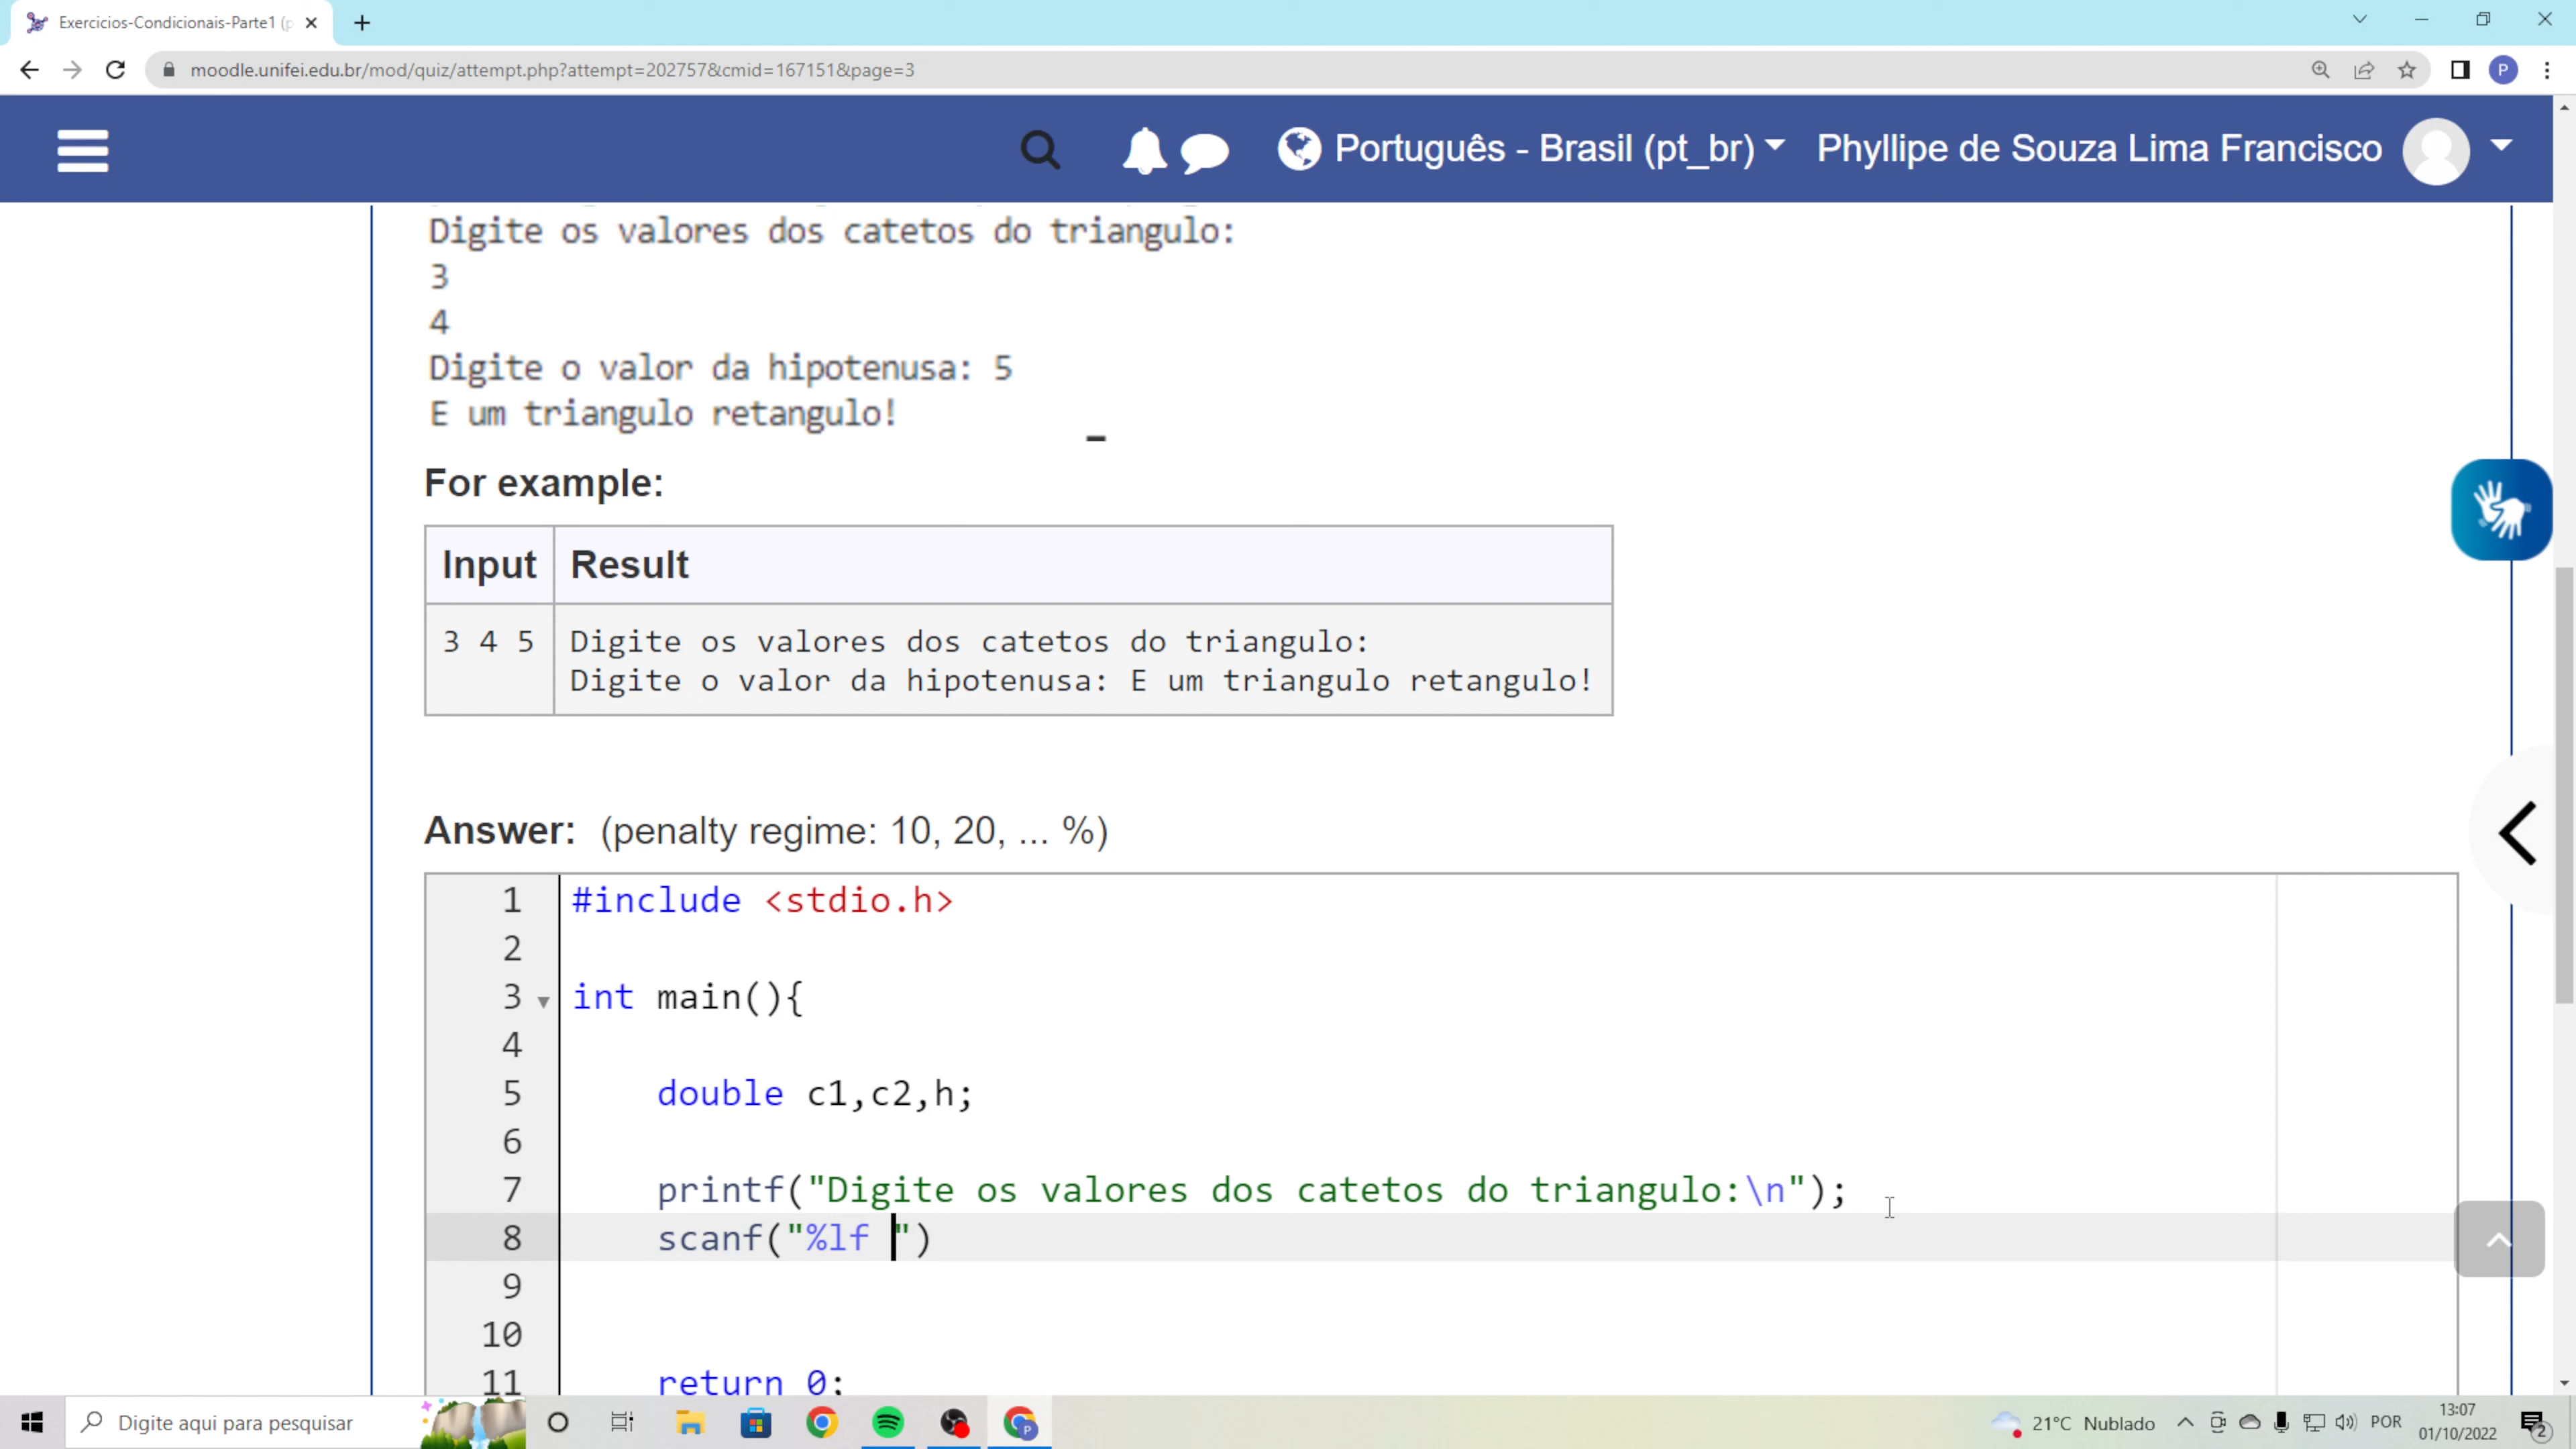 Exercicios-Condicionais-Parte1 (p
moodle.unifei.edu.br/mod/quiz/attempt.php?attempt=202757&cmid=167151&page=3
P
Português - Brasil (pt_br)
Phyllipe de Souza Lima Francisco
Digite os valores dos catetos do triangulo:
3
4
Digite o valor da hipotenusa: 5
E um triangulo retangulo!
For example:
Input Result
3 4 5 Digite os valores dos catetos do triangulo:
Digite o valor da hipotenusa: E um triangulo retangulo!
Answer: (penalty regime: 10, 20, ... %)
1 #include <stdio.h>
2
3 int main(){
4
5 double c1,c2,h;
6
7 printf("Digite os valores dos catetos do triangulo:\n");
8 scanf("%lf ")
9
10
11 return 0;
Digite aqui para pesquisar
P
21°C Nublado
POR
13:07
01/10/2022
2